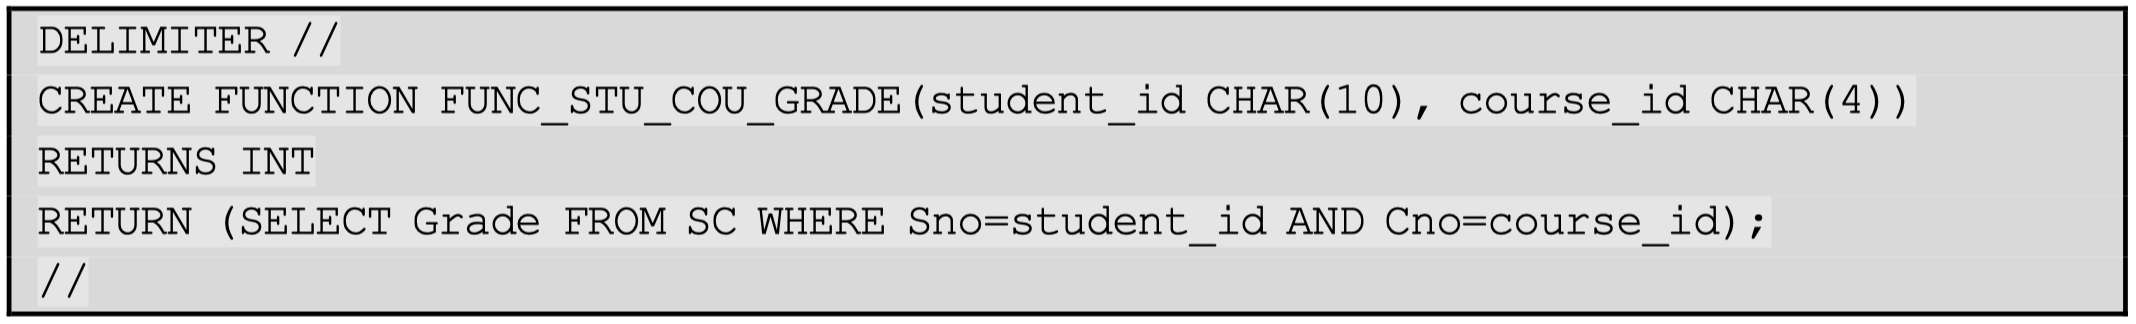 DELIMITER //
CREATE FUNCTION FUNC_STU_COU_GRADE(student_id CHAR(10), course_id CHAR(4))
RETURNS INT
RETURN (SELECT Grade FROM SC WHERE Sno=student_id AND Cno=course_id);
//